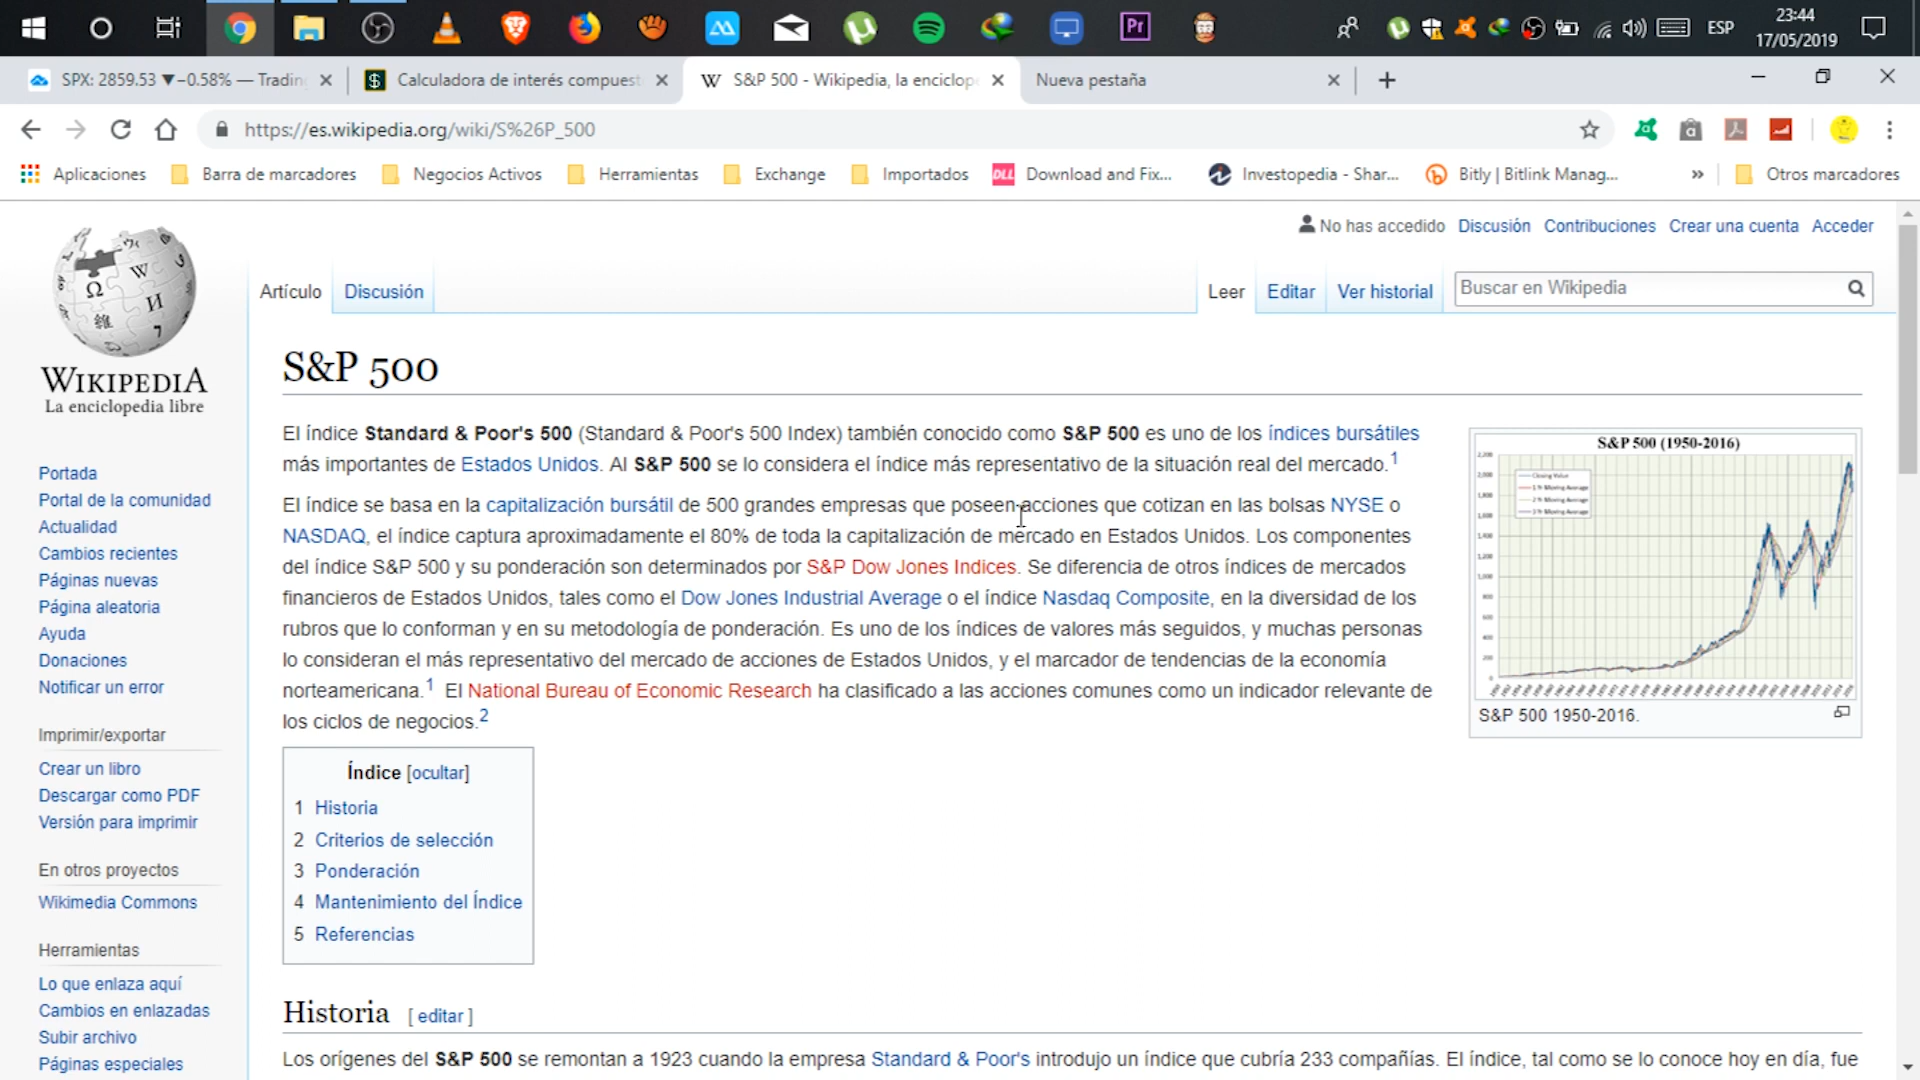 23:44
ESP
17/05/2019
SPX: 2859.53 ▼−0.58% — Trading
Calculadora de interés compuest
S&P 500 - Wikipedia, la enciclope
Nueva pestaña
https://es.wikipedia.org/wiki/S%26P_500
Aplicaciones
Barra de marcadores
Negocios Activos
Herramientas
Exchange
Importados
Download and Fix...
Investopedia - Shar...
Bitly | Bitlink Manag...
»
Otros marcadores
No has accedido Discusión Contribuciones Crear una cuenta Acceder
Artículo Discusión
Leer Editar Ver historial
Buscar en Wikipedia
WIKIPEDIA
La enciclopedia libre
Portada
Portal de la comunidad
Actualidad
Cambios recientes
Páginas nuevas
Página aleatoria
Ayuda
Donaciones
Notificar un error
Imprimir/exportar
Crear un libro
Descargar como PDF
Versión para imprimir
En otros proyectos
Wikimedia Commons
Herramientas
Lo que enlaza aquí
Cambios en enlazadas
Subir archivo
Páginas especiales
S&P 500
El índice Standard & Poor's 500 (Standard & Poor's 500 Index) también conocido como S&P 500 es uno de los índices bursátiles
más importantes de Estados Unidos. Al S&P 500 se lo considera el índice más representativo de la situación real del mercado.1
El índice se basa en la capitalización bursátil de 500 grandes empresas que poseen acciones que cotizan en las bolsas NYSE o
NASDAQ, el índice captura aproximadamente el 80% de toda la capitalización de mercado en Estados Unidos. Los componentes
del índice S&P 500 y su ponderación son determinados por S&P Dow Jones Indices. Se diferencia de otros índices de mercados
financieros de Estados Unidos, tales como el Dow Jones Industrial Average o el índice Nasdaq Composite, en la diversidad de los
rubros que lo conforman y en su metodología de ponderación. Es uno de los índices de valores más seguidos, y muchas personas
lo consideran el más representativo del mercado de acciones de Estados Unidos, y el marcador de tendencias de la economía
norteamericana.1 El National Bureau of Economic Research ha clasificado a las acciones comunes como un indicador relevante de
los ciclos de negocios.2
S&P 500 (1950-2016)
Closing Value
1 Yr Moving Average
2 Yr Moving Average
3 Yr Moving Average
S&P 500 1950-2016.
Índice [ocultar]
1 Historia
2 Criterios de selección
3 Ponderación
4 Mantenimiento del Índice
5 Referencias
Historia [ editar ]
Los orígenes del S&P 500 se remontan a 1923 cuando la empresa Standard & Poor's introdujo un índice que cubría 233 compañías. El índice, tal como se lo conoce hoy en día, fue